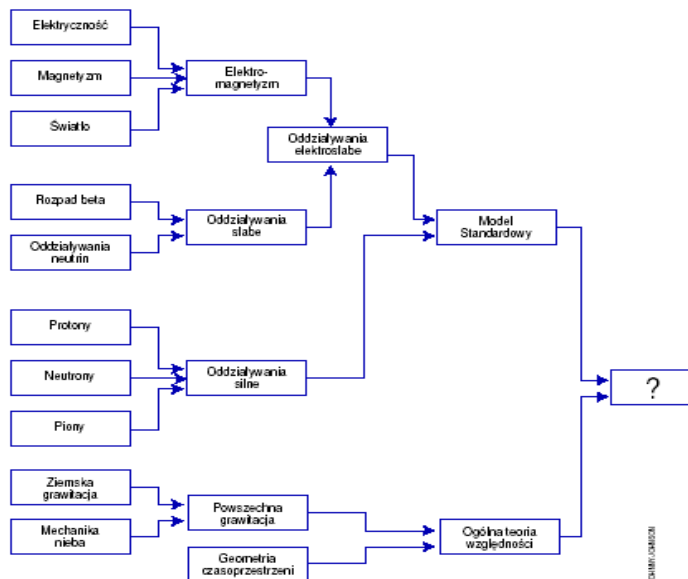 Elektryczność
Magnetyzm
Światło
Elektro-
magnetyzm
Oddziaływania
elektrosłabe
Rozpad beta
Oddziaływania
neutrin
Oddziaływania
słabe
Model
Standardowy
Protony
Neutrony
Piony
Oddziaływania
silne
?
Ziemska
grawitacja
Mechanika
nieba
Powszechna
grawitacja
Geometria
czasoprzestrzeni
Ogólna teoria
względności